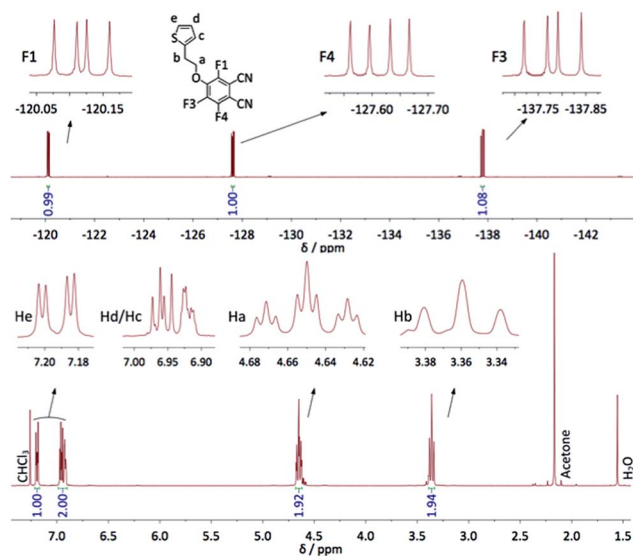 F1
-120.05 -120.15
e d
S c
b a
O F1 CN
F3 CN
F4
F4
-127.60 -127.70
F3
-137.75 -137.85
0.99 1.00 1.08
-120 -122 -124 -126 -128 -130 -132 -134 -136 -138 -140 -142
δ / ppm
He
7.20 7.18
Hd/Hc
7.00 6.95 6.90
Ha
4.68 4.66 4.64 4.62
Hb
3.38 3.36 3.34
CHCl3
Acetone
H2O
1.00 2.00 1.92 1.94
7.0 6.5 6.0 5.5 5.0 4.5 4.0 3.5 3.0 2.5 2.0 1.5
δ / ppm